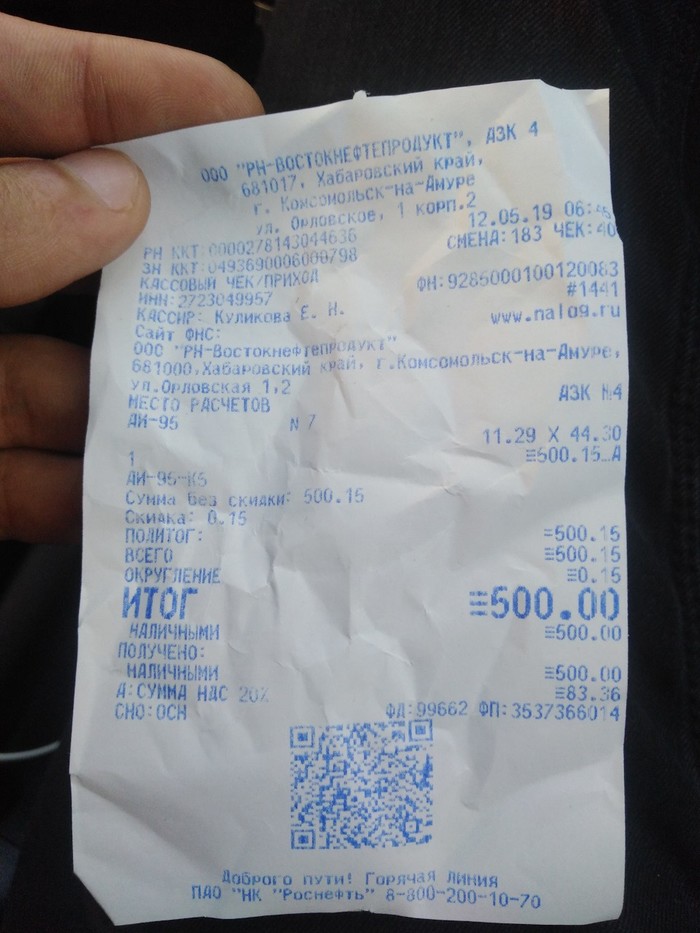 ООО "РН-ВОСТОКНЕФТЕПРОДУКТ", АЗК 4
681017, Хабаровский край,
г. Комсомольск-на-Амуре
ул. Орловское, 1 корп.2
12.05.19 06:
РН ККТ:0000278143044636 СМЕНА:183 ЧЕК:40
ЗН ККТ:0493690006000798
КАССОВЫЙ ЧЕК/ПРИХОД ФН:9285000100120083
ИНН:2723049957 #1441
КАССИР: Куликова Е. Н. www.nalog.ru
Сайт ФНС:
ООО "РН-Востокнефтепродукт"
681000,Хабаровский край, г.Комсомольск-на-Амуре,
ул.Орловская 1,2
МЕСТО РАСЧЕТОВ АЗК №4
АИ-95 N 7
11.29 X 44.30
1 ≡500.15_А
АИ-95-К5
Сумма без скидки: 500.15
Скидка: 0.15
ПОДИТОГ: =500.15
ВСЕГО ≡500.15
ОКРУГЛЕНИЕ ≡0.15
ИТОГ ≡500.00
НАЛИЧНЫМИ ≡500.00
ПОЛУЧЕНО:
НАЛИЧНЫМИ ≡500.00
А:СУММА НДС 20% ≡83.36
СНО:ОСН ФД:99662 ФП:3537366014
Доброго пути! Горячая линия
ПАО "НК "Роснефть" 8-800-200-10-70